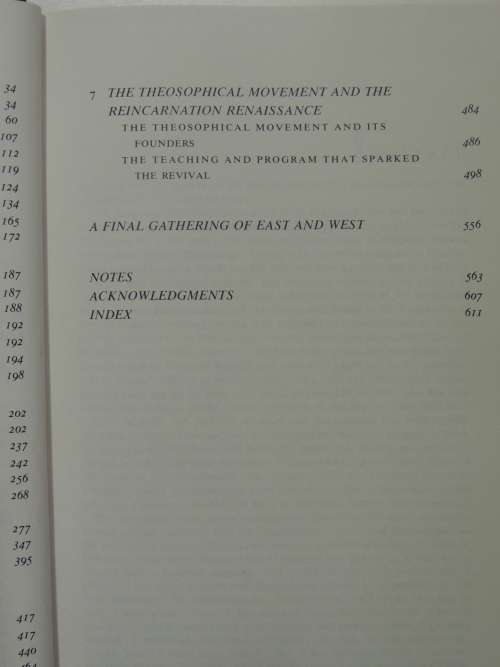 34
34
60
107
112
119
124
134
165
172
187
187
188
192
192
194
198
202
202
237
242
256
268
277
347
395
417
417
440
7 THE THEOSOPHICAL MOVEMENT AND THE
REINCARNATION RENAISSANCE 484
THE THEOSOPHICAL MOVEMENT AND ITS
FOUNDERS 486
THE TEACHING AND PROGRAM THAT SPARKED
THE REVIVAL 498
A FINAL GATHERING OF EAST AND WEST 556
NOTES 563
ACKNOWLEDGMENTS 607
INDEX 611